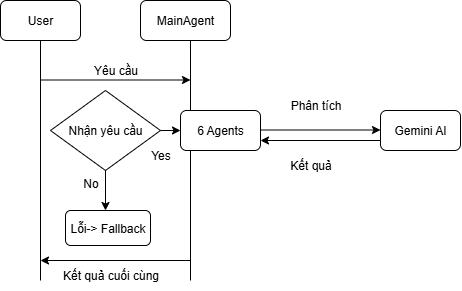 User
MainAgent
Yêu cầu
Nhận yêu cầu
Yes
6 Agents
Phân tích
Gemini AI
Kết quả
No
Lỗi-> Fallback
Kết quả cuối cùng